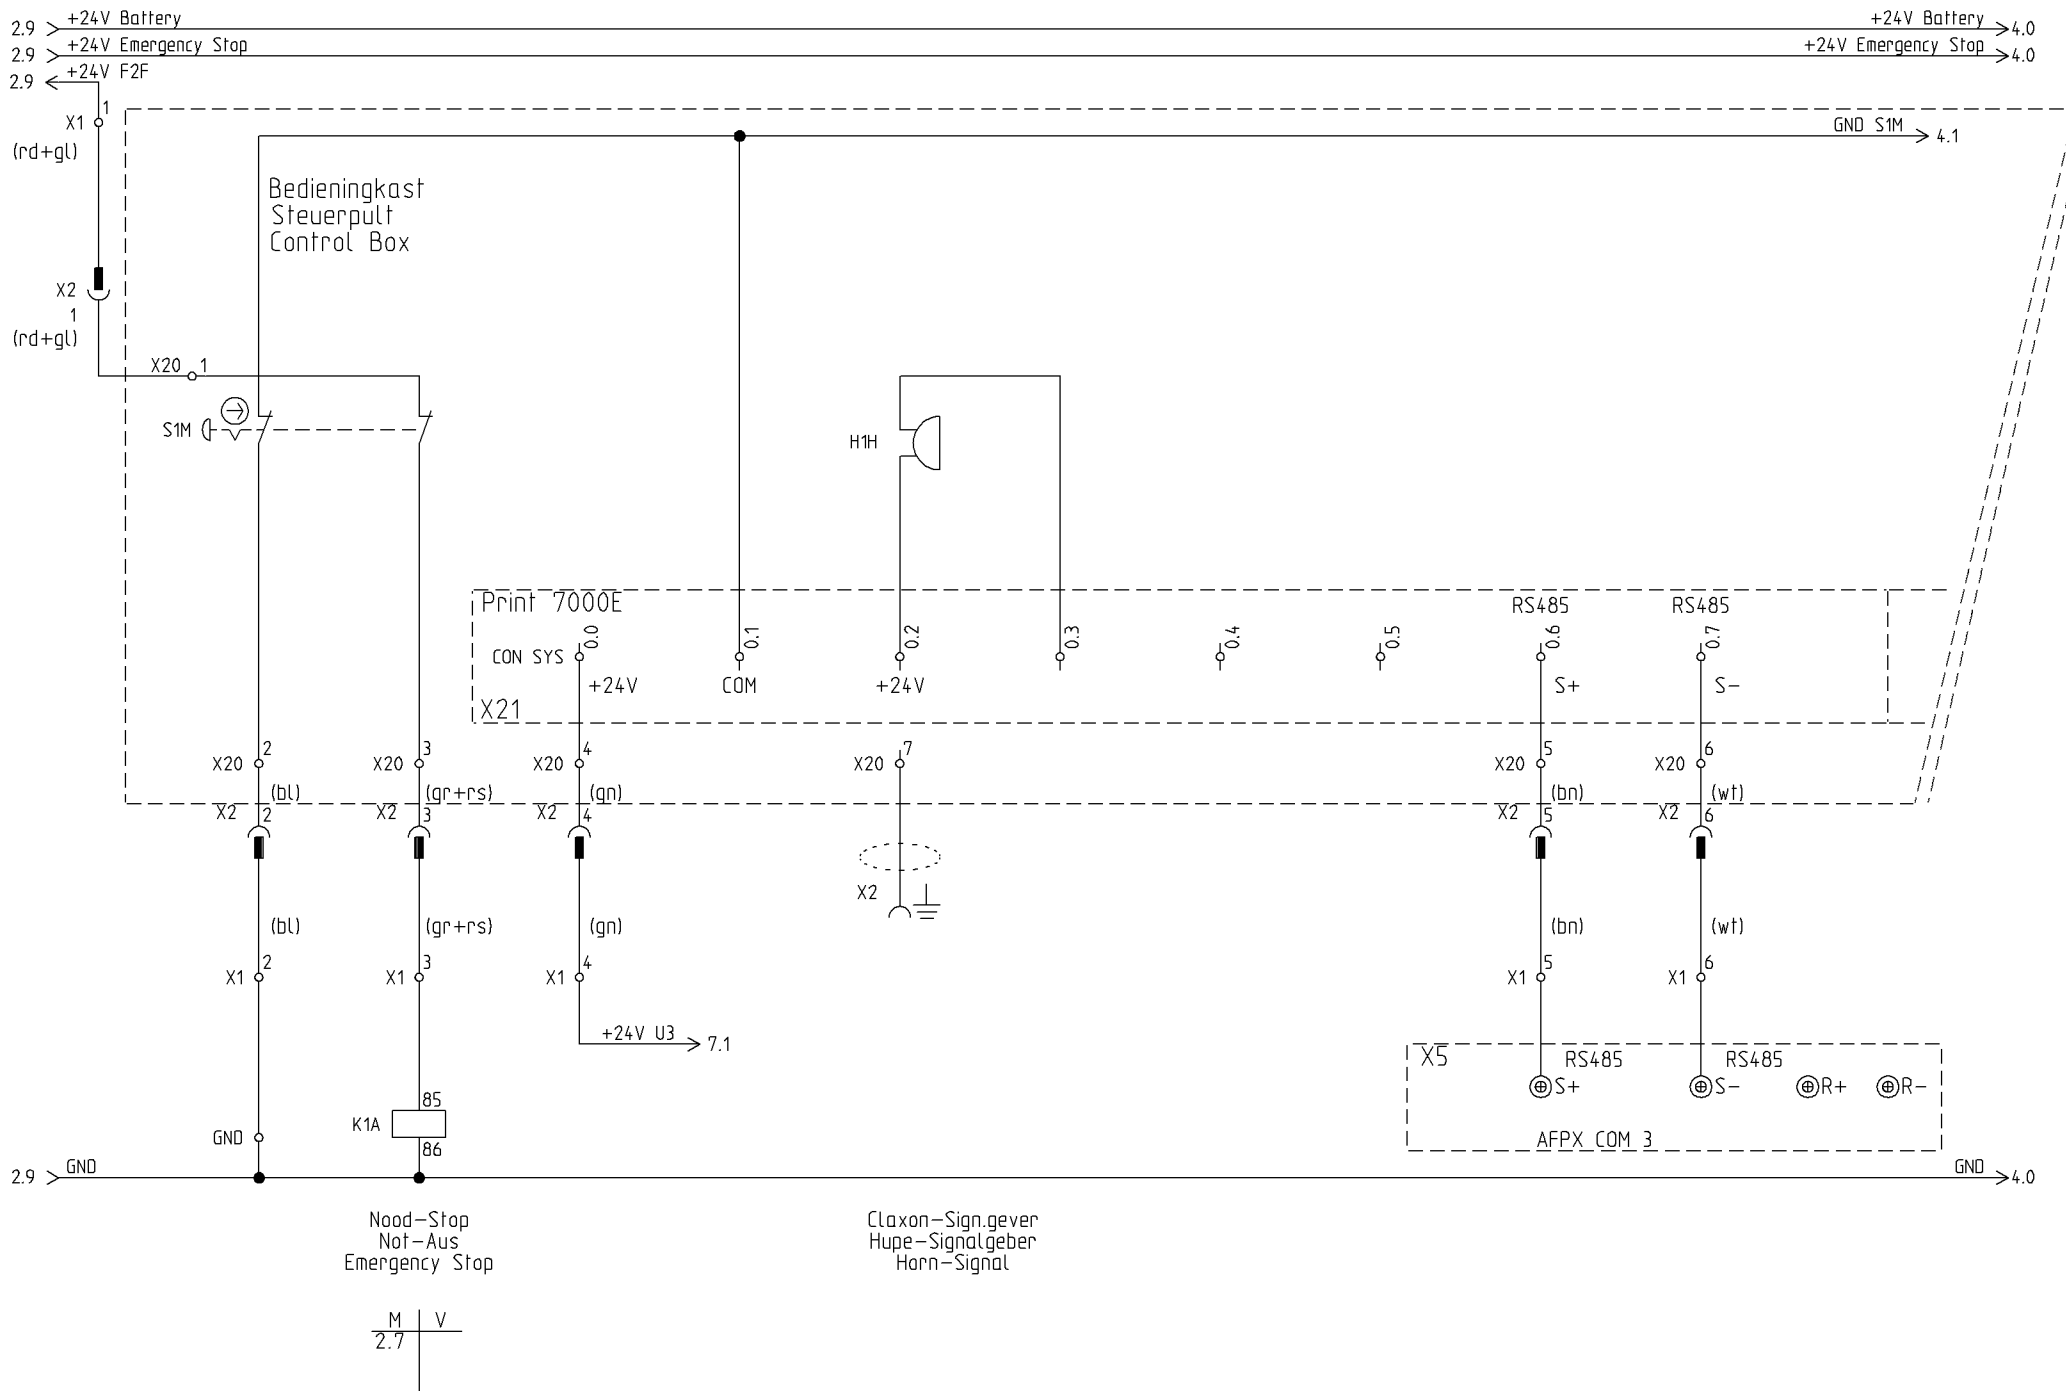 2.9 +24V Battery +24V Battery 4.0
2.9 +24V Emergency Stop +24V Emergency Stop 4.0
2.9 +24V F2F
1
X1
(rd+gl)
GND S1M 4.1
Bedieningkast
Steuerpult
Control Box
X2
1
(rd+gl)
X20 1
S1M
H1H
Print 7000E
RS485 RS485
0.0 0.1 0.2 0.3 0.4 0.5 0.6 0.7
CON SYS
+24V COM +24V S+ S-
X21
2 3 4 7 5 6
X20 X20 X20 X20 X20 X20
(bl) (gr+rs) (gn) (bn) (wt)
X2 2 X2 3 X2 4 X2 5 X2 6
X2
(bl) (gr+rs) (gn) (bn) (wt)
X1 2 X1 3 X1 4 X1 5 X1 6
+24V U3 7.1
X5 RS485 RS485
S+ S- R+ R-
85
K1A
86
GND
AFPX COM 3
2.9 GND GND 4.0
Nood-Stop
Not-Aus
Emergency Stop
Claxon-Sign.gever
Hupe-Signalgeber
Horn-Signal
M V
2.7